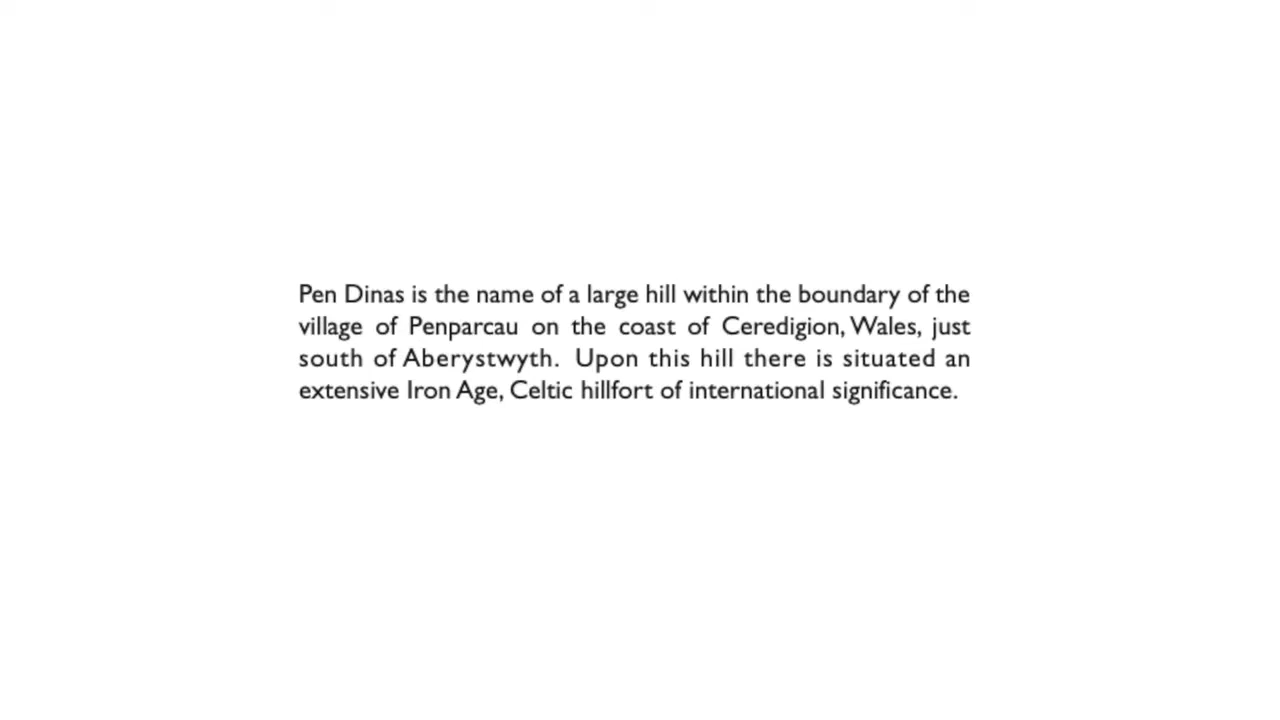 Pen Dinas is the name of a large hill within the boundary of the
village of Penparcau on the coast of Ceredigion, Wales, just
south of Aberystwyth. Upon this hill there is situated an
extensive Iron Age, Celtic hillfort of international significance.